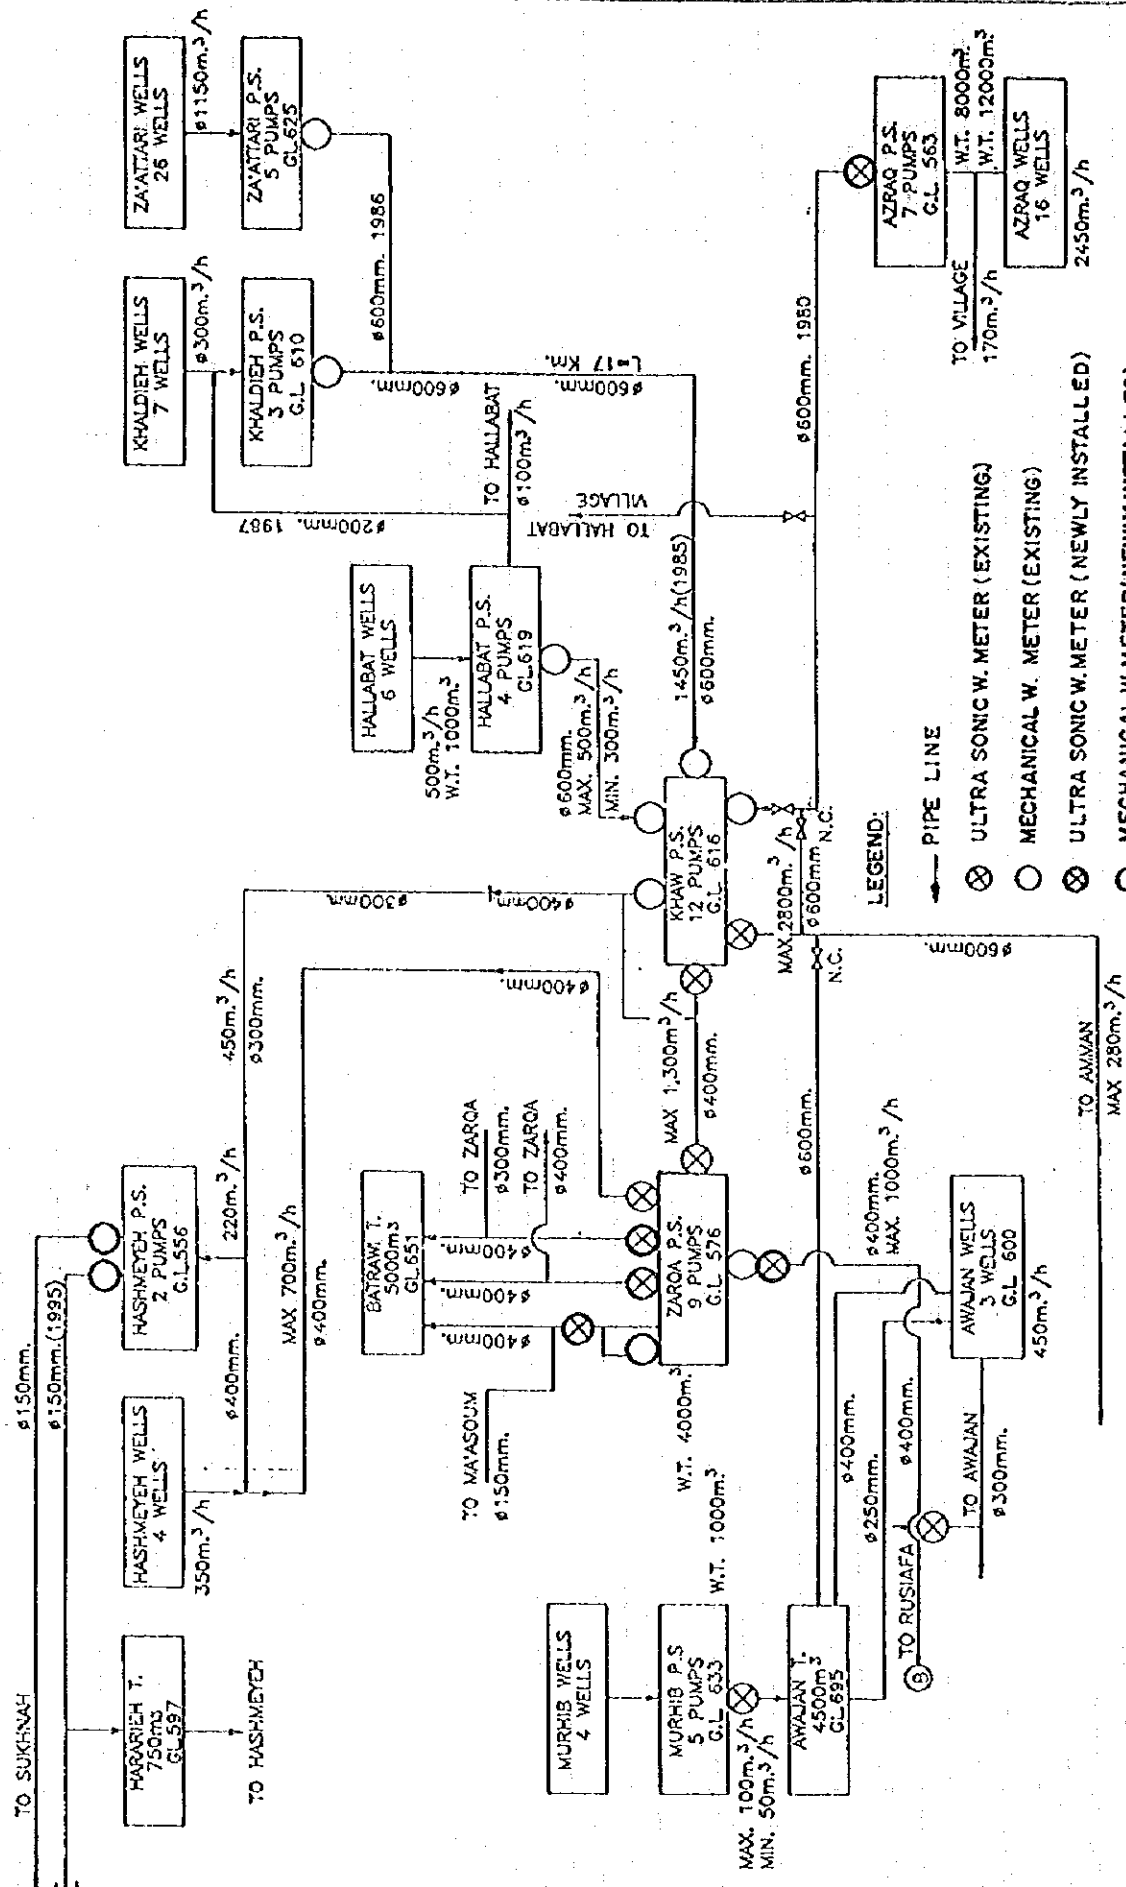 TO SUKHNAH
ø150mm.
ø150mm.(1995)
HARARIEH T.
750m3
GL.597
TO HASHMEYEH
HASHMEYEH WELLS
4 WELLS
350m.³/h
HASHMEYEH P.S.
2 PUMPS
G.L.556
ø400mm.
220m.³/h
450m.³/h
ø300mm.
MAX 700m.³/h
ø400mm.
KHALDIEH WELLS
7 WELLS
ø300m.³/h
KHALDIEH P.S.
3 PUMPS
G.L. 610
ZA'ATTARI WELLS
26 WELLS
ø1150m.³/h
ZA'ATTARI P.S.
5 PUMPS
GL.625
ø600mm. 1986
ø600mm.
ø600mm.
L=17 Km.
ø200mm. 1987
TO HALLABAT
ø100m.³/h
TO HALLABAT
VILLAGE
HALLABAT WELLS
6 WELLS
500m.³/h
W.T. 1000m³
HALLABAT P.S.
4 PUMPS
GL.619
ø600mm.
MAX. 500m.³/h
MIN. 300m.³/h
1450m.³/h(1985)
ø600mm.
ø300mm.
ø400mm.
ø400mm.
KHAW P.S.
12 PUMPS
G.L. 616
MAX 1,300m.³/h
ø400mm.
BATRAWI T.
5000m3
GL.651
TO ZARQA
ø300mm.
TO ZARQA
ø400mm.
ø400mm.
ø400mm.
ø400mm.
TO MA'ASOUM
ø150mm.
ZARQA P.S.
9 PUMPS
G.L. 576
W.T. 4000m.³
MURHIB WELLS
4 WELLS
MURHIB P.S
5 PUMPS
G.L. 633
W.T. 1000m³
MAX. 100m.³/h
MIN. 50m.³/h
AWAJAN T.
4500m3
GL.695
ø400mm.
ø250mm.
ø400mm.
TO RUSIAFA
B
TO AWAJAN
ø300mm.
AWAJAN WELLS
3 WELLS
G.L. 600
450m.³/h
ø400mm.
MAX. 1000m.³/h
ø600mm.
N.C.
MAX.2800m.³/h
ø600mm
N.C.
ø600mm.
TO AMMAN
MAX 280m.³/h
ø600mm. 1980
AZRAQ P.S.
7 PUMPS
G.L. 563
W.T. 8000m³
W.T. 12000m³
TO VILLAGE
170m.³/h
AZRAQ WELLS
16 WELLS
2450m.³/h
LEGEND:
PIPE LINE
ULTRA SONIC W. METER (EXISTING)
MECHANICAL W. METER (EXISTING)
ULTRA SONIC W. METER (NEWLY INSTALLED)